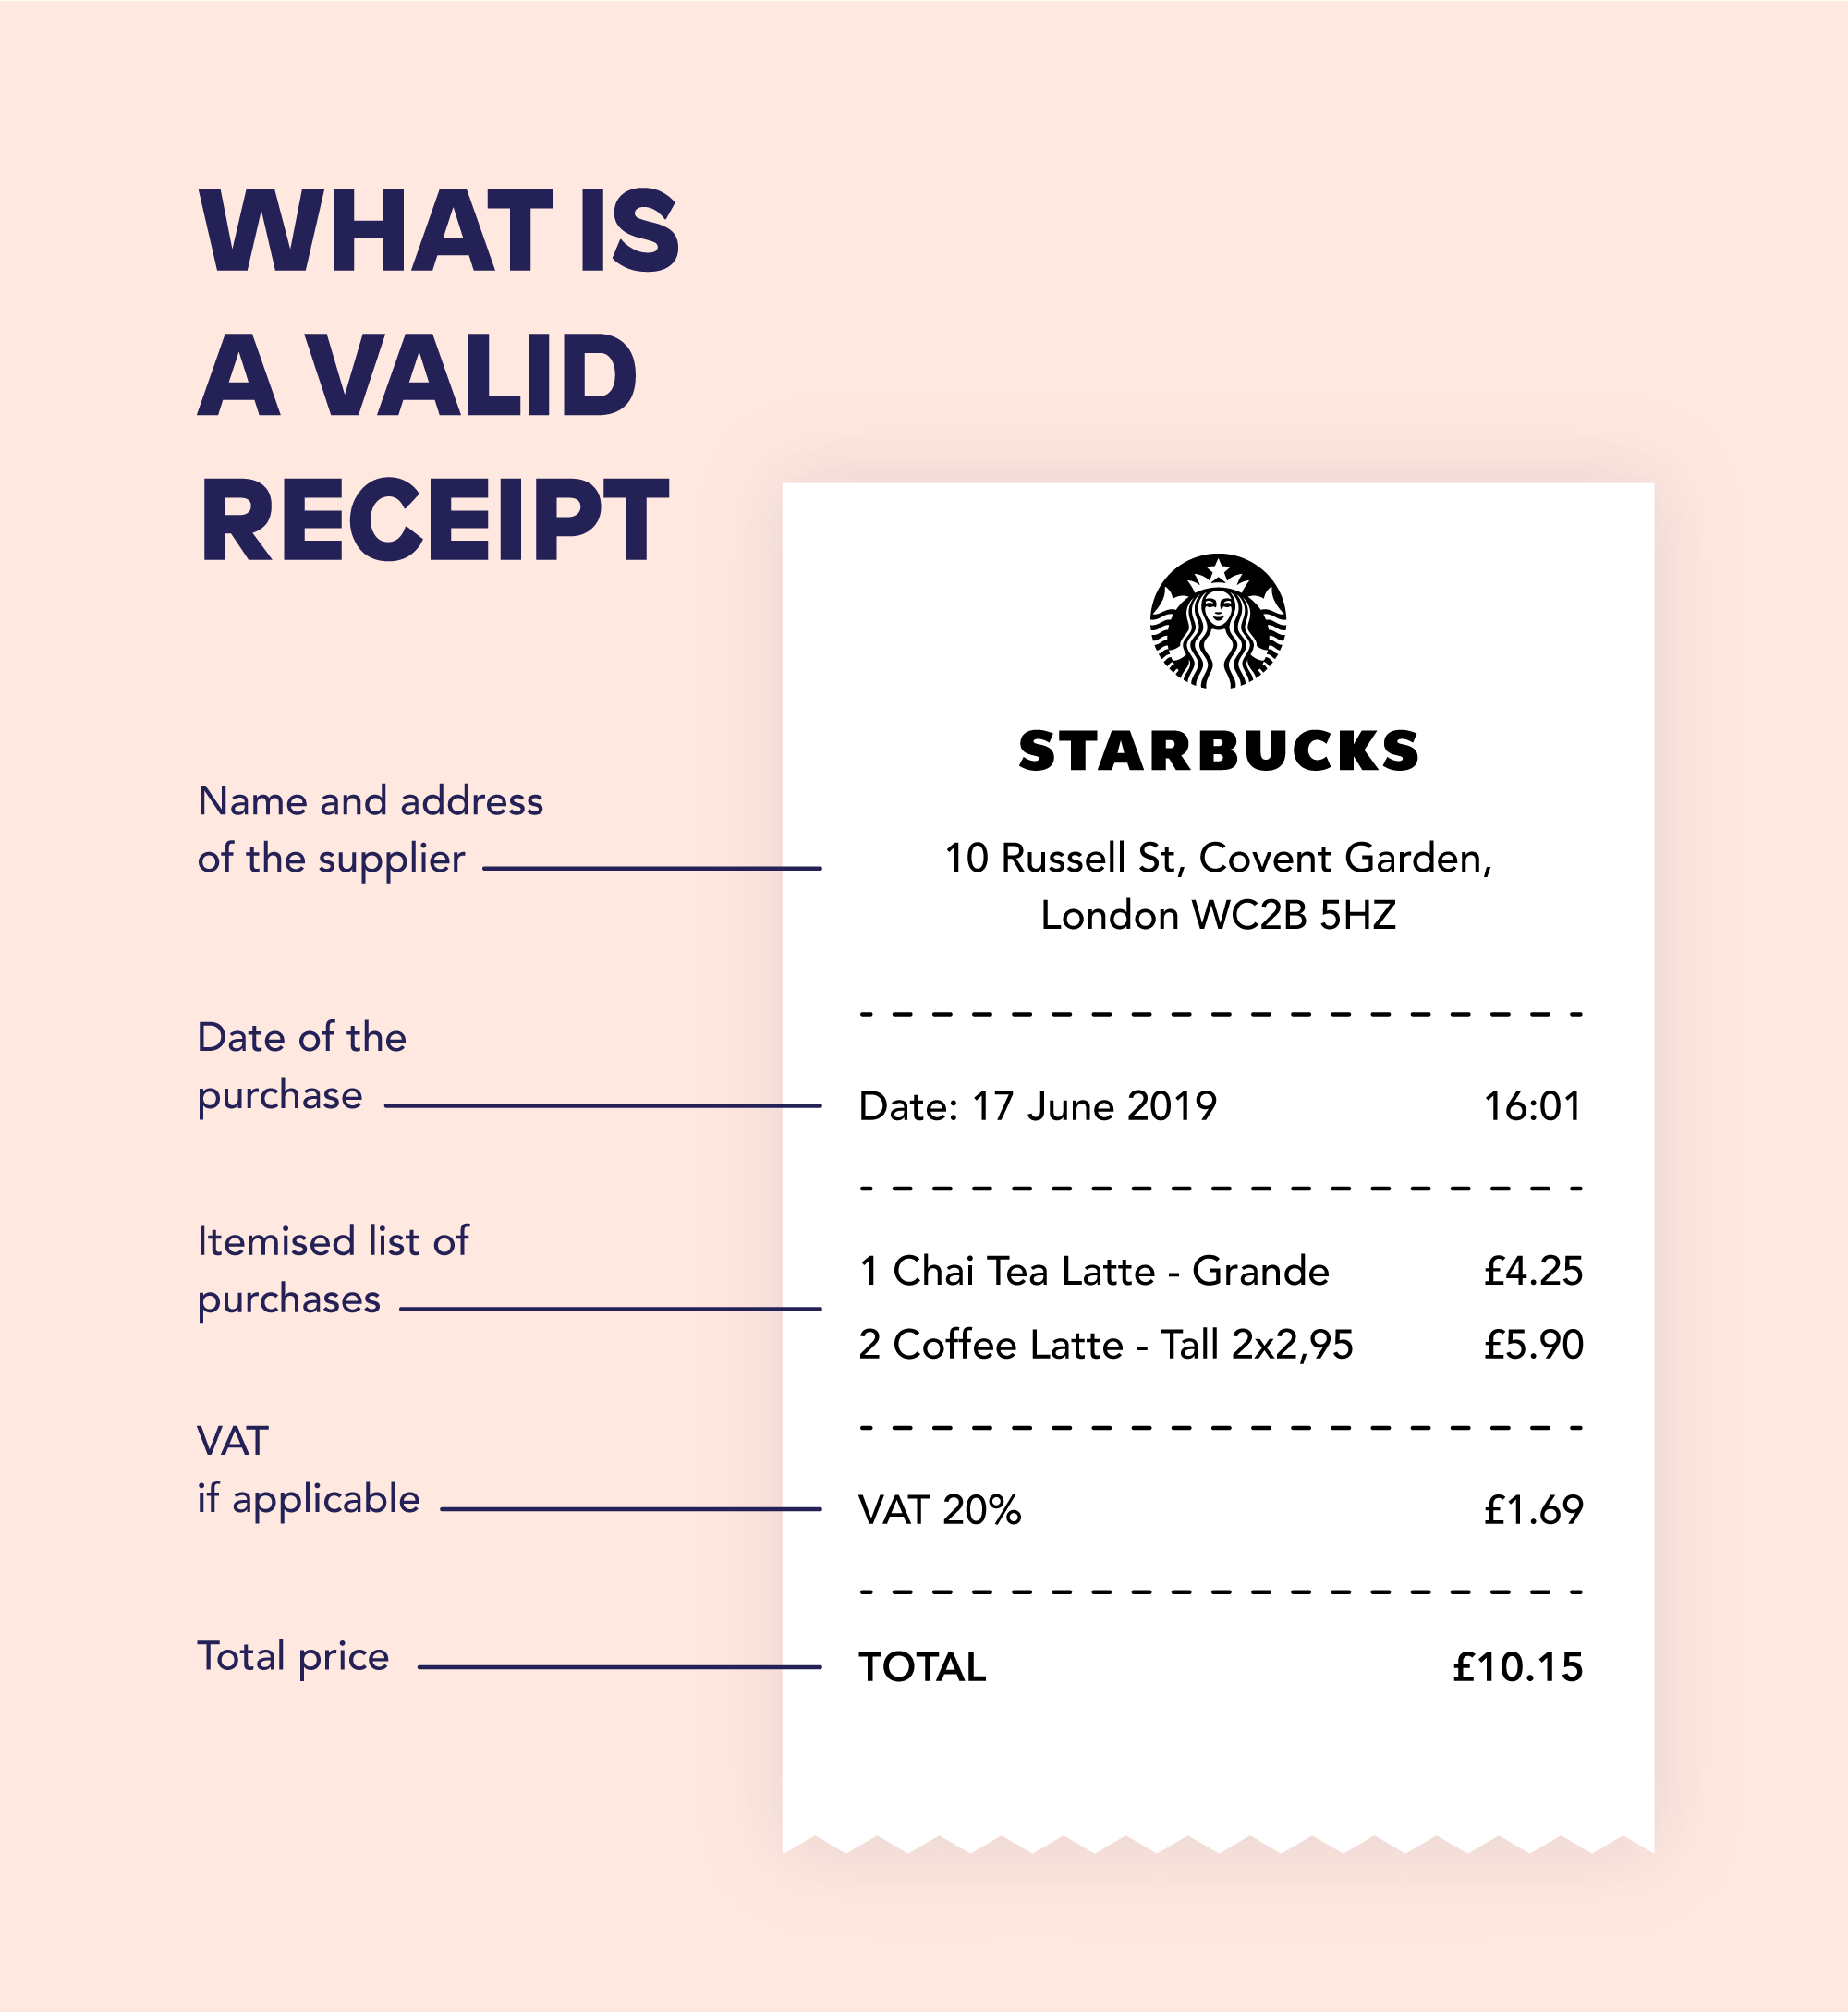 WHAT IS
A VALID
RECEIPT
STARBUCKS
Name and address
of the supplier
10 Russell St, Covent Garden,
London WC2B 5HZ
Date of the
purchase
Date: 17 June 2019 16:01
Itemised list of
purchases
1 Chai Tea Latte - Grande £4.25
2 Coffee Latte - Tall 2x2,95 £5.90
VAT
if applicable
VAT 20% £1.69
Total price
TOTAL £10.15